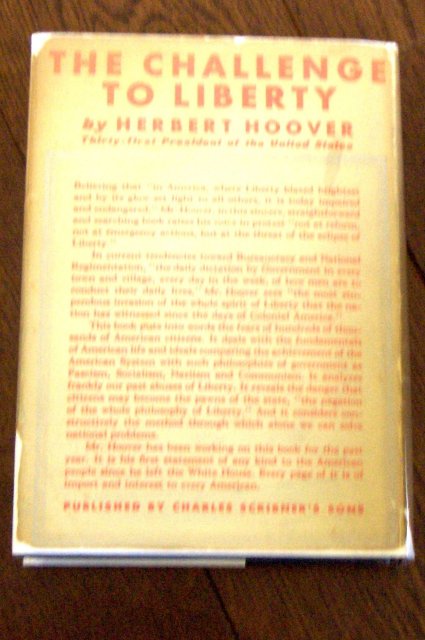 THE CHALLENGE
TO LIBERTY
by HERBERT HOOVER
Thirty-first President of the United States
Believing that "in America, where Liberty blazed brightest
and by its glow set light to all others, it is today impaired
and endangered," Mr. Hoover, in this sincere, straightforward
and searching book raises his voice in protest "not at reform,
not at emergency actions, but at the threat of the eclipse of
Liberty."
In current tendencies toward Bureaucracy and National
Regimentation, "the daily dictation by Government in every
town and village, every day in the week, of how men are to
conduct their daily lives," Mr. Hoover sees "the most stu-
pendous invasion of the whole spirit of Liberty that the na-
tion has witnessed since the days of Colonial America."
This book puts into words the fears of hundreds of thou-
sands of American citizens. It deals with the fundamentals
of American life and ideals comparing the achievement of the
American System with such philosophies of government as
Fascism, Socialism, Naziism and Communism. It analyzes
frankly our past abuses of Liberty. It reveals the danger that
citizens may become the pawns of the state, "the negation
of the whole philosophy of Liberty." And it considers con-
structively the method through which alone we can solve
national problems.
Mr. Hoover has been working on this book for the past
year. It is his first statement of any kind to the American
people since he left the White House. Every page of it is of
import and interest to every American.
PUBLISHED BY CHARLES SCRIBNER'S SONS